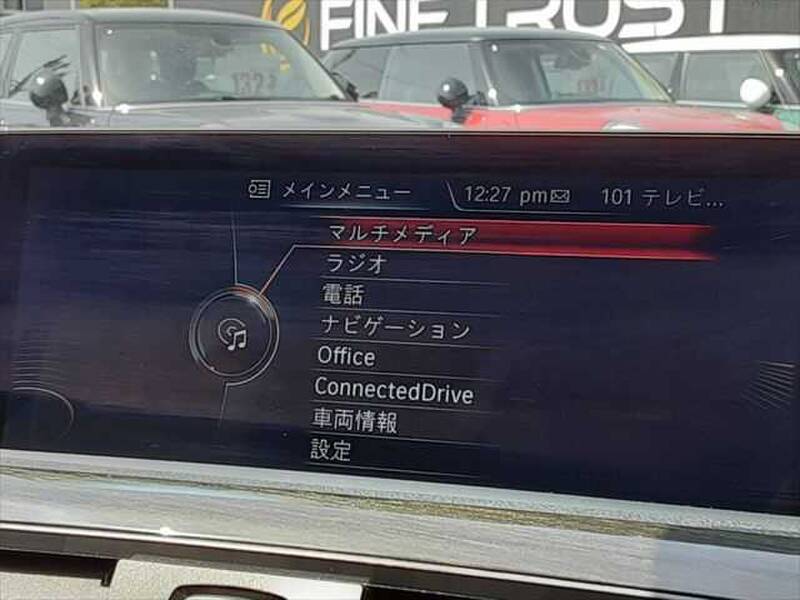 FINE TRUST
メインメニュー 12:27 pm 101 テレビ...
マルチメディア
ラジオ
電話
ナビゲーション
Office
ConnectedDrive
車両情報
設定